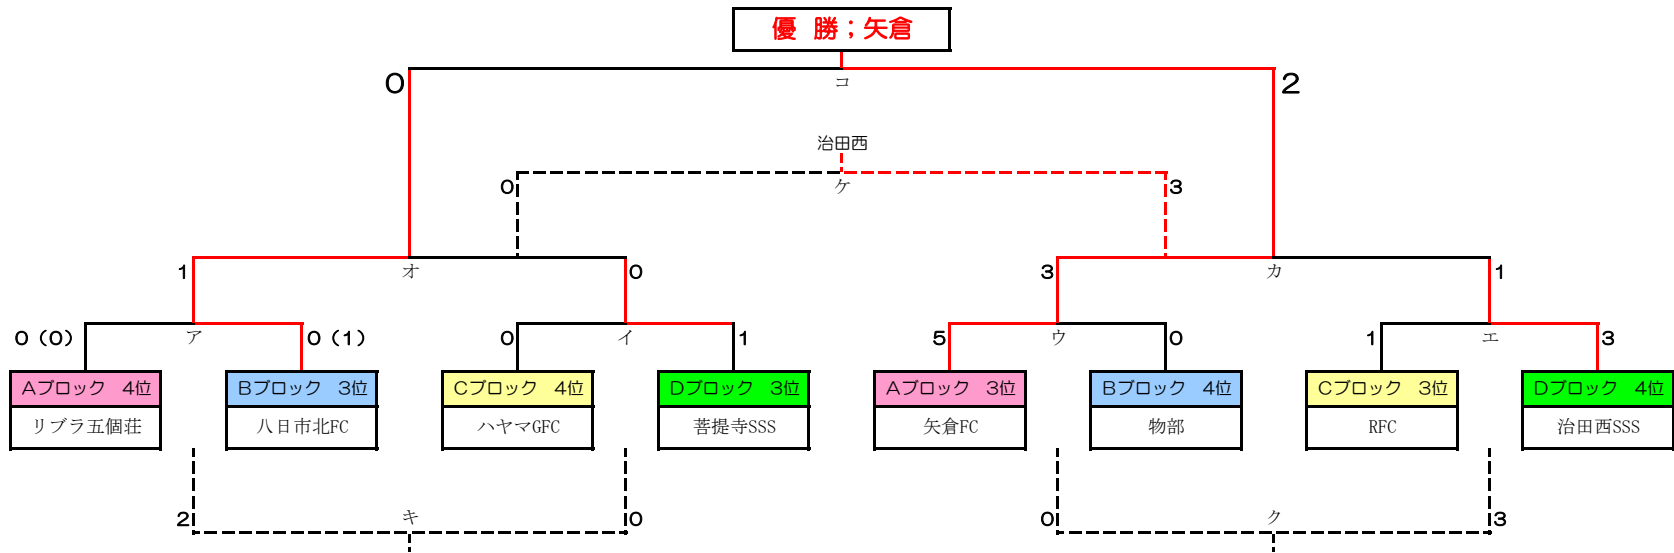 優 勝；矢倉
0 2
コ
治田西
0 3
ケ
1 オ 0 3 カ 1
0（0） ア 0（1） 0 イ 1 5 ウ 0 1 エ 3
Aブロック 4位 Bブロック 3位 Cブロック 4位 Dブロック 3位 Aブロック 3位 Bブロック 4位 Cブロック 3位 Dブロック 4位
リブラ五個荘 八日市北FC ハヤマGFC 菩提寺SSS 矢倉FC 物部 RFC 治田西SSS
2 キ 0 0 ク 3